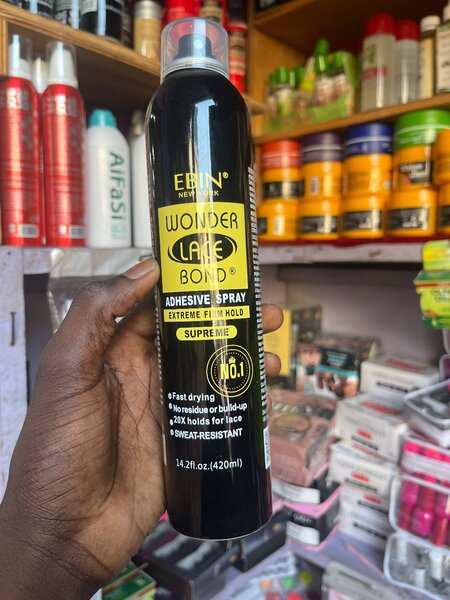 EBIN®
NEW YORK
WONDER
LACE
BOND®
ADHESIVE SPRAY
EXTREME FIRM HOLD
SUPREME
NO.1
Fast drying
No residue or build-up
20X holds for lace
SWEAT-RESISTANT
14.2fl.oz.(420ml)
AlFaSi